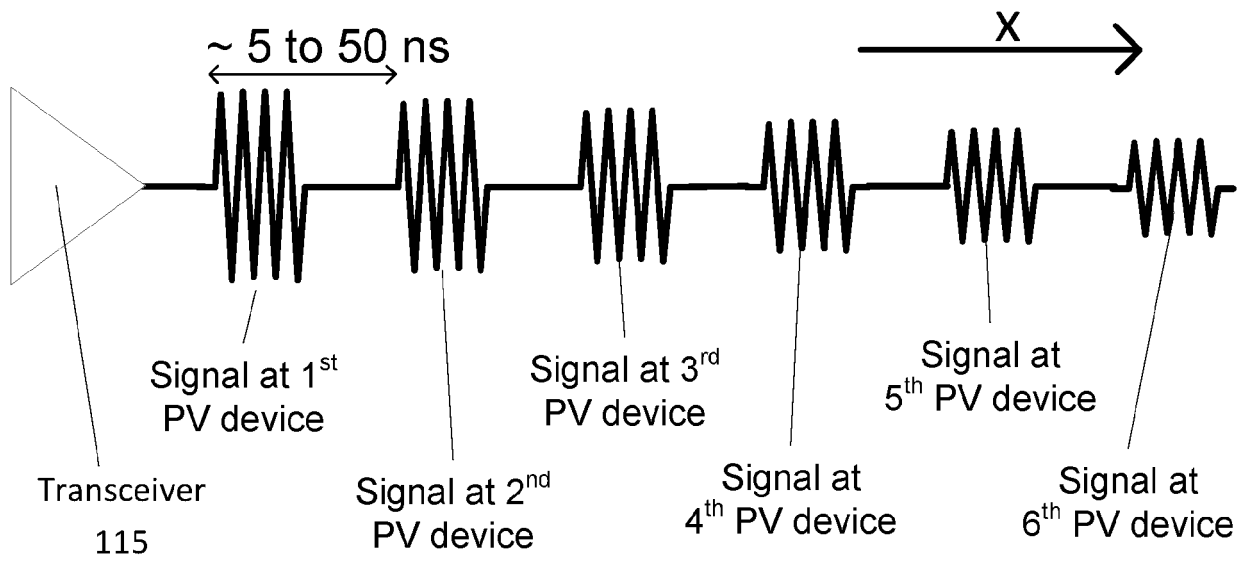 ~ 5 to 50 ns
X
Signal at 1st
PV device
Signal at 2nd
PV device
Signal at 3rd
PV device
Signal at
4th PV device
Signal at
5th PV device
Signal at
6th PV device
Transceiver
115